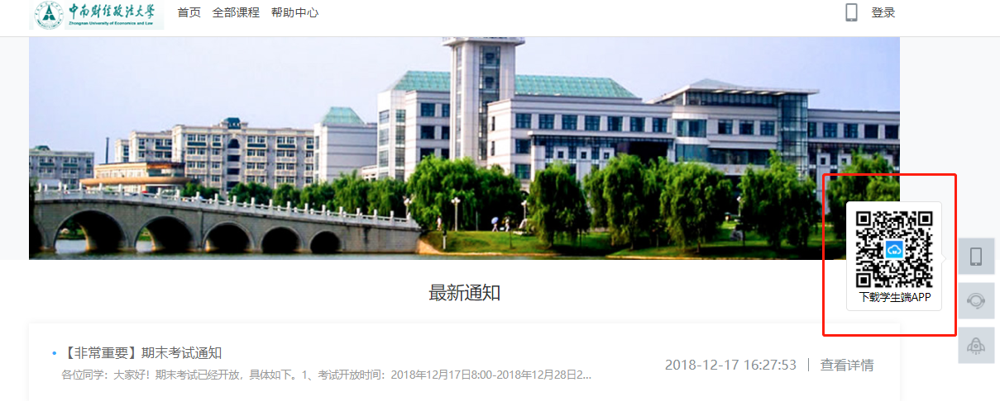 中南财经政法大学
Zhongnan University of Economics and Law
首页 全部课程 帮助中心
登录
下载学生端APP
最新通知
• 【非常重要】期末考试通知
各位同学：大家好！期末考试已经开放，具体如下。1、考试开放时间：2018年12月17日8:00-2018年12月28日2...
2018-12-17 16:27:53 | 查看详情